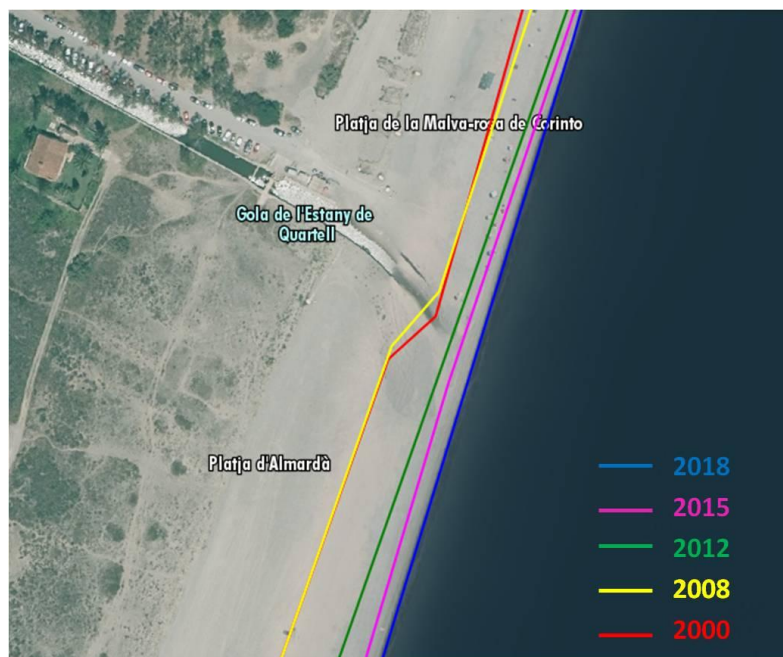 Platja de la Malva-rosa de Corinto
Gola de l'Estany de
Quartell
Platja d'Almardà
2018
2015
2012
2008
2000